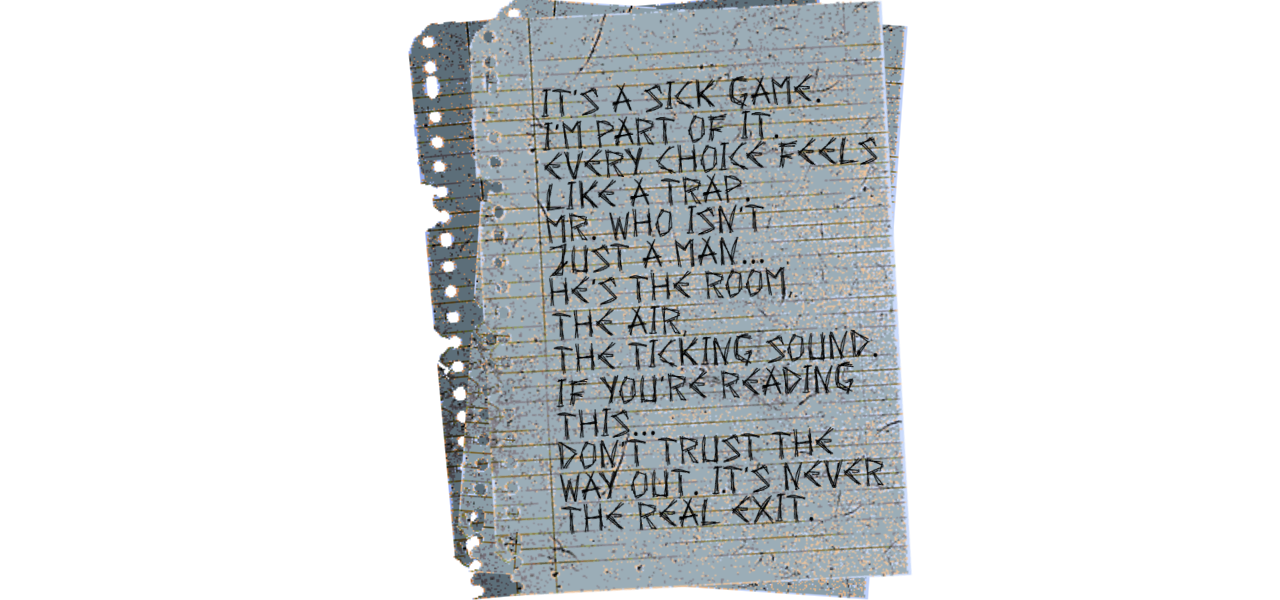 IT'S A SICK GAME.
I'M PART OF IT.
EVERY CHOICE FEELS
LIKE A TRAP.
MR. WHO ISN'T
JUST A MAN...
HE'S THE ROOM,
THE AIR,
THE TICKING SOUND.
IF YOU'RE READING
THIS...
DON'T TRUST THE
WAY OUT. IT'S NEVER
THE REAL EXIT.